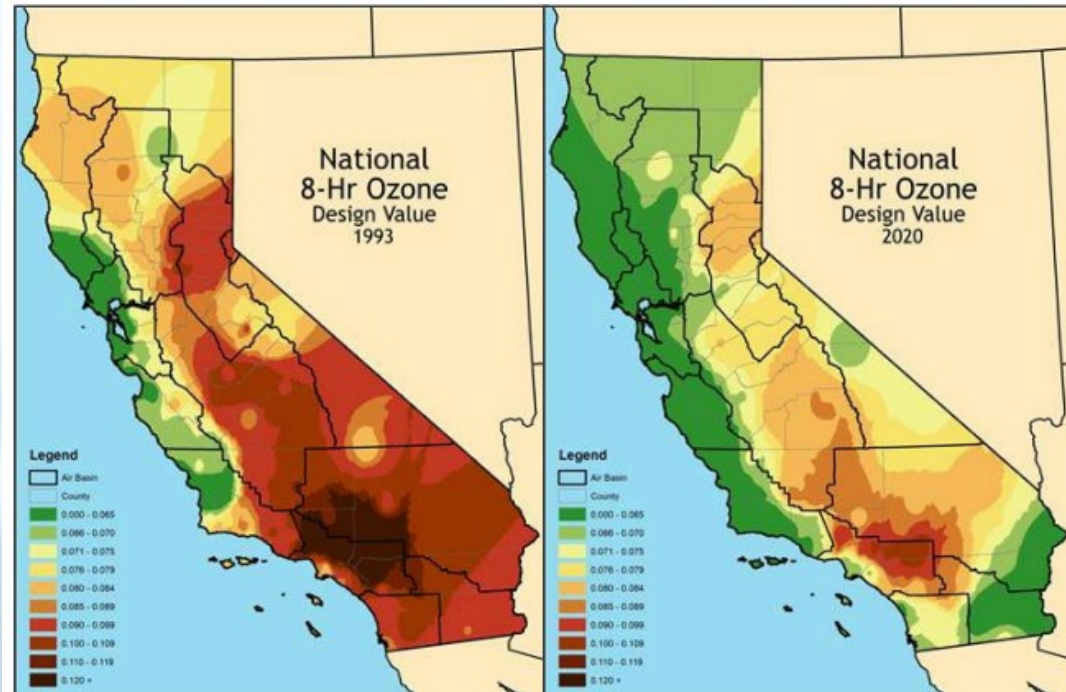 National
8-Hr Ozone
Design Value
1993
Legend
Air Basin
County
0.000 - 0.065
0.066 - 0.070
0.071 - 0.075
0.076 - 0.079
0.080 - 0.084
0.085 - 0.089
0.090 - 0.099
0.100 - 0.109
0.110 - 0.119
0.120 +
National
8-Hr Ozone
Design Value
2020
Legend
Air Basin
County
0.000 - 0.065
0.066 - 0.070
0.071 - 0.075
0.076 - 0.079
0.080 - 0.084
0.085 - 0.089
0.090 - 0.099
0.100 - 0.109
0.110 - 0.119
0.120 +